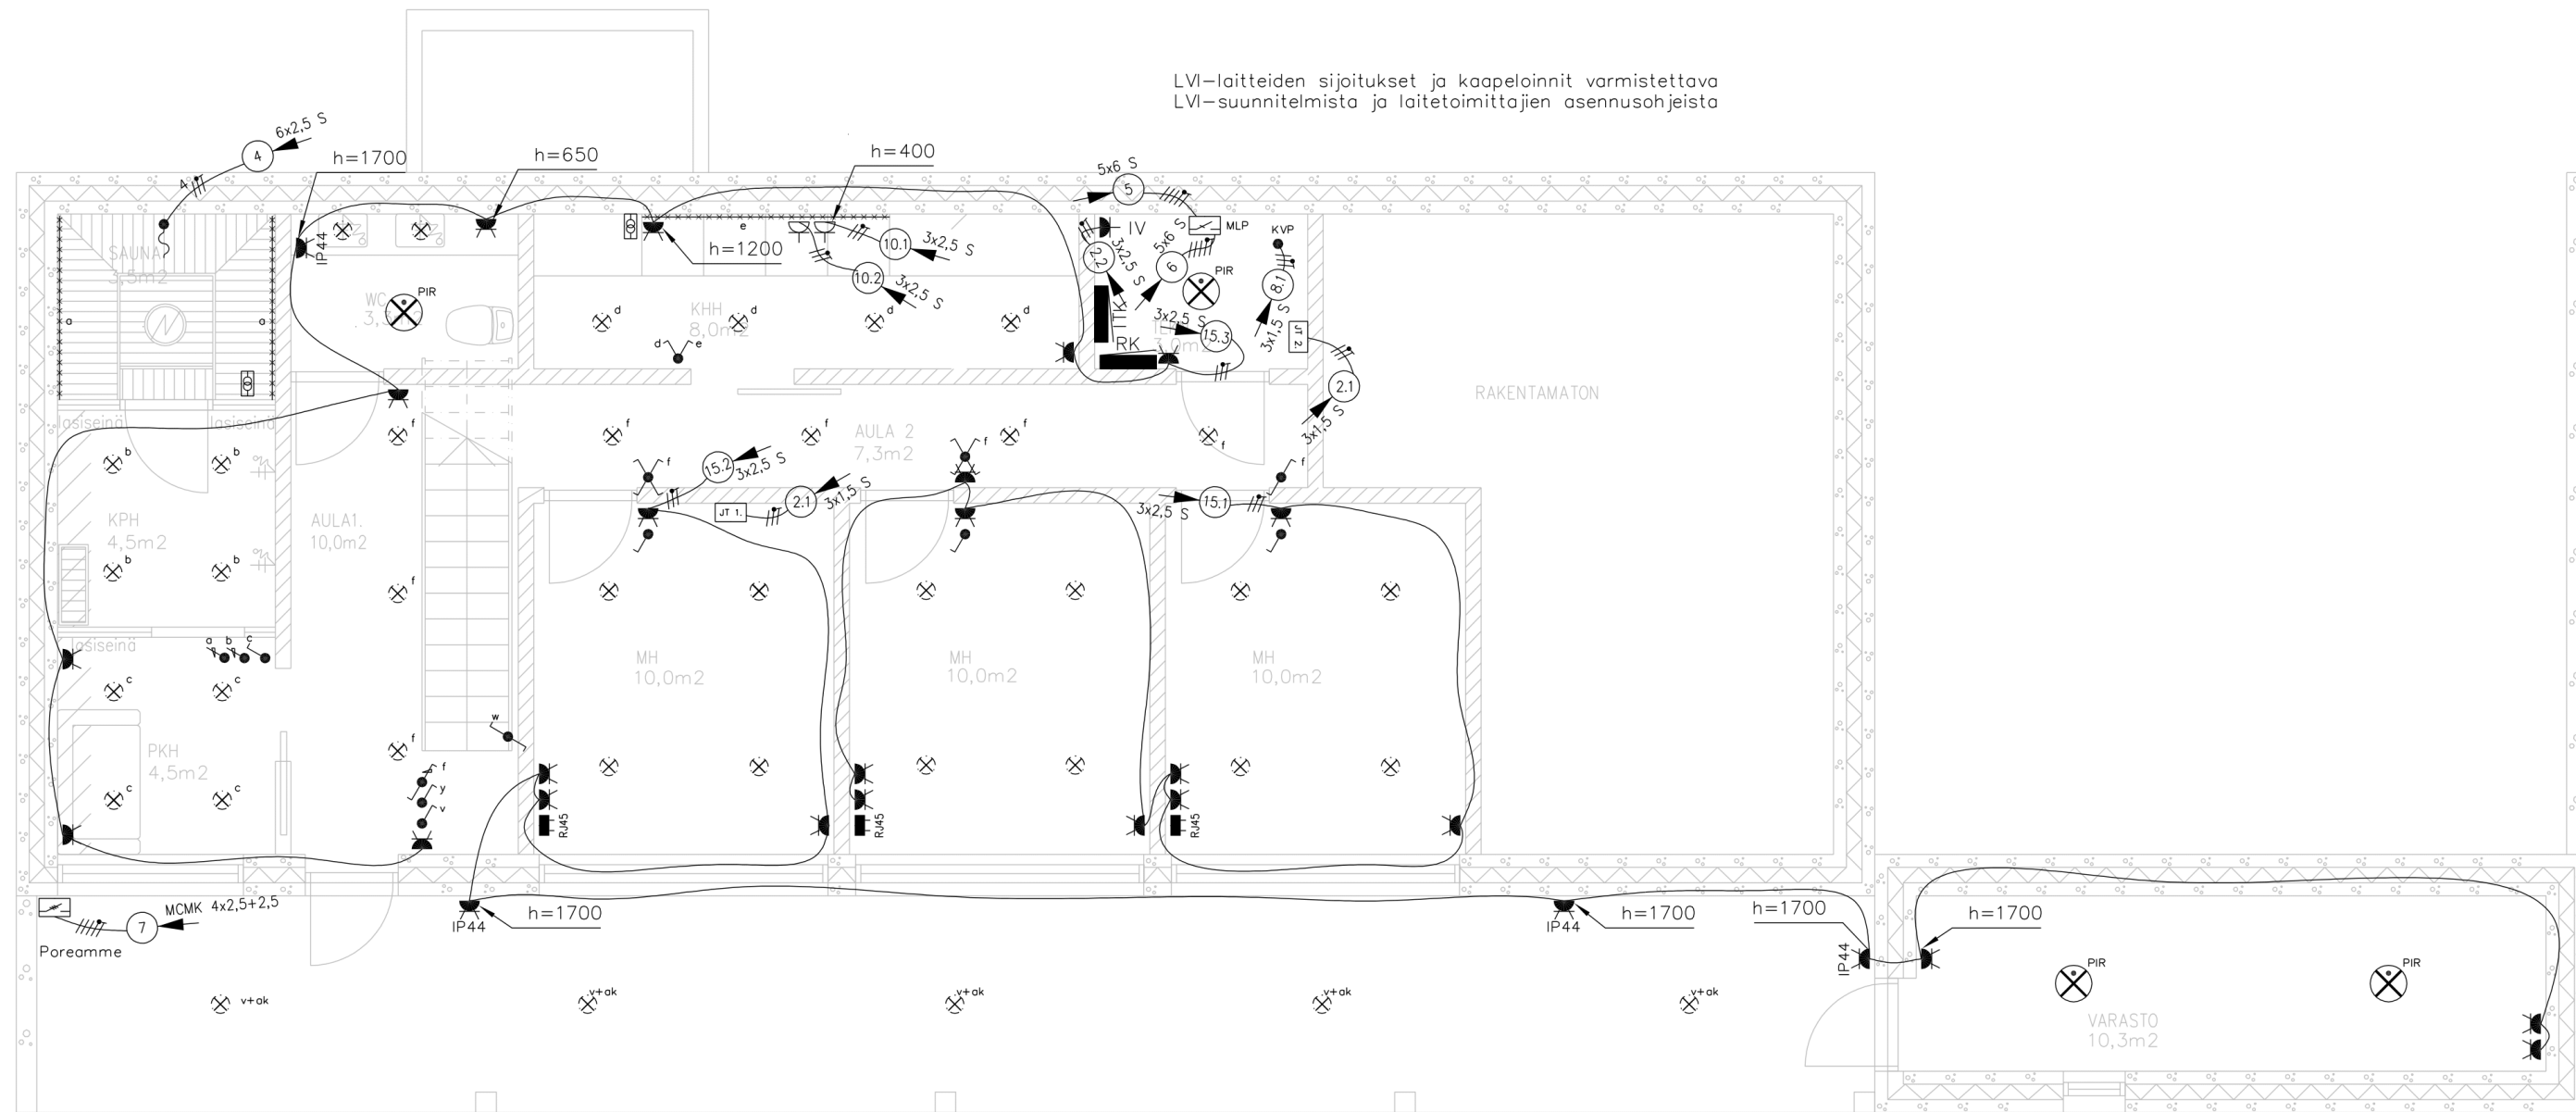 LVI-laitteiden sijoitukset ja kaapeloinnit varmistettava
LVI-suunnitelmista ja laitetoimittajien asennusohjeista
4
6x2,5 S
4
h=1700
h=650
h=400
h=1200
IP44
SAUNA
3,5m2
a
a
WC
PIR
e
10.1
3x2,5 S
10.2
3x2,5 S
KHH
8,0m2
d
d
d
d
d
e
5x6 S
5
MLP
IV
2.2
3x2,5 S
5x6 S
6
PIR
KVP
8.1
3x1,5 S
RK
3x2,5 S
15.3
3,0m2
JT 2.
2.1
3x1,5 S
RAKENTAMATON
lasiseinä
lasiseinä
b
b
b
b
KPH
4,5m2
AULA1.
10,0m2
f
f
f
f
f
f
f
AULA 2
7,3m2
f
f
f
15.2
3x2,5 S
JT 1.
2.1
3x1,5 S
15.1
3x2,5 S
lasiseinä
a
b
c
c
c
c
c
PKH
4,5m2
w
f
y
v
MH
10,0m2
MH
10,0m2
MH
10,0m2
RJ45
RJ45
RJ45
7
MCMK 4x2,5+2,5
Poreamme
IP44
h=1700
IP44
h=1700
h=1700
IP44
h=1700
PIR
PIR
VARASTO
10,3m2
v+ak
v+ak
v+ak
v+ak
v+ak